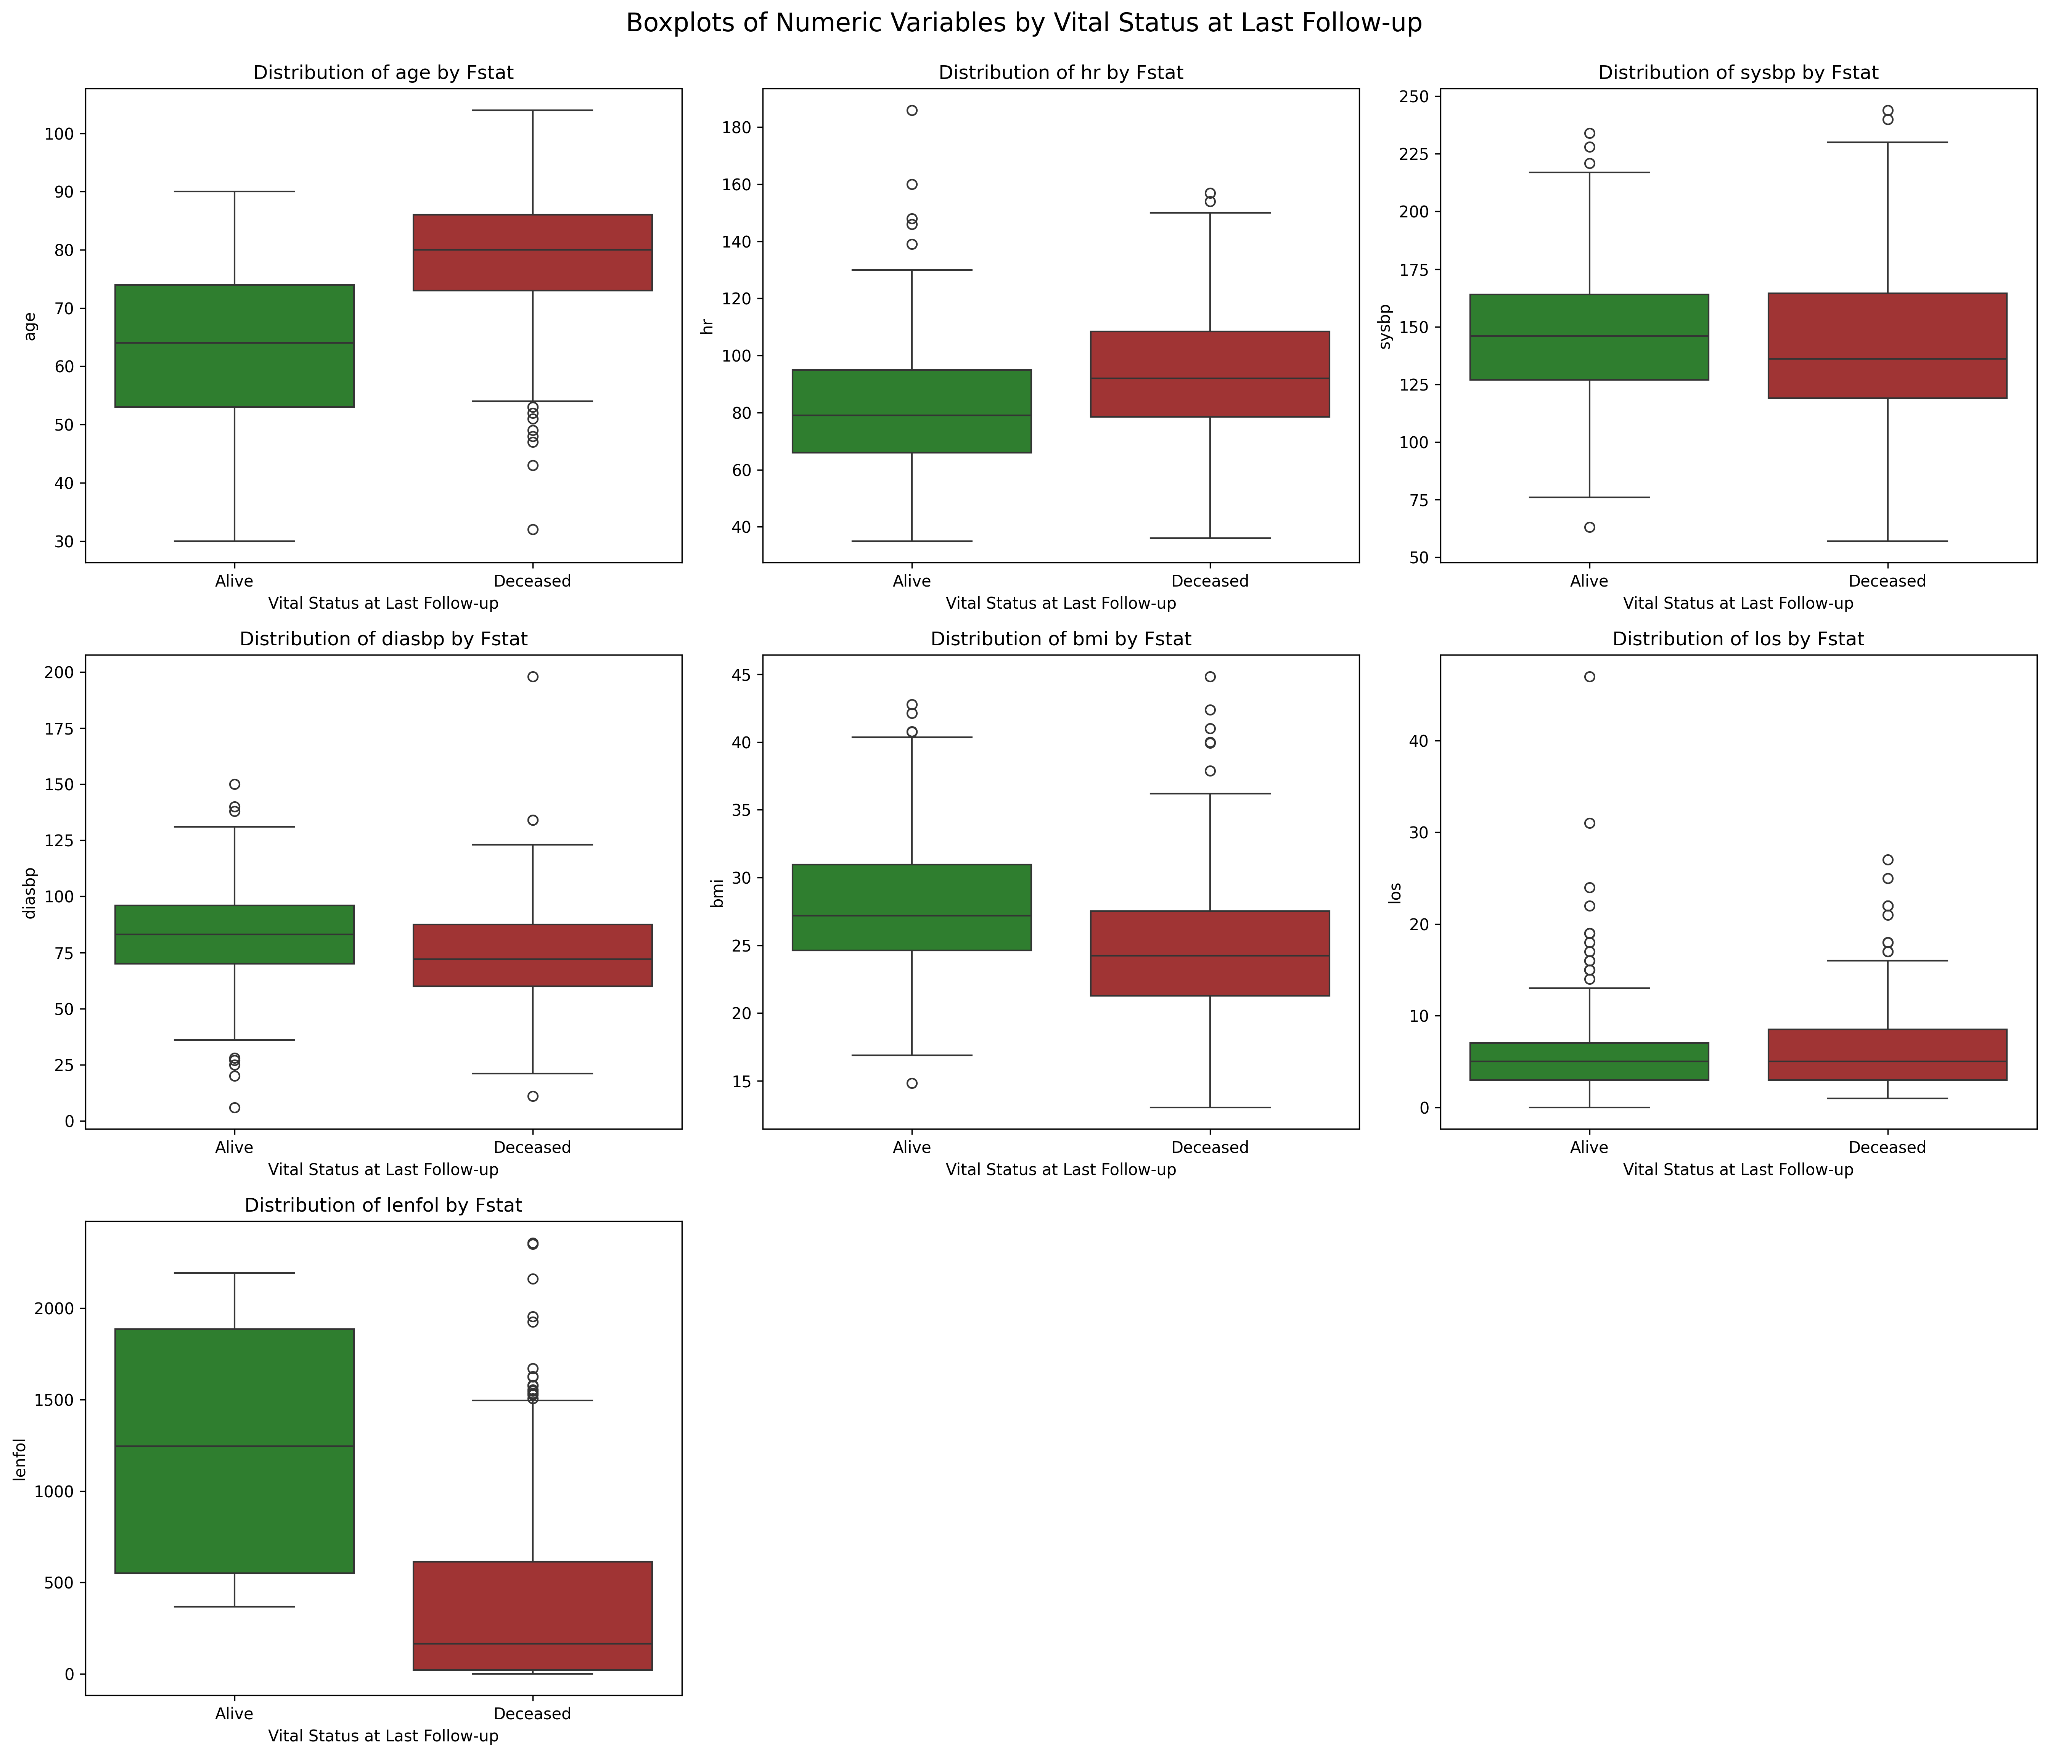 Boxplots of Numeric Variables by Vital Status at Last Follow-up
Distribution of age by Fstat
100
90
80
70
60
50
40
30
age
Alive
Deceased
Vital Status at Last Follow-up
Distribution of hr by Fstat
180
160
140
120
100
80
60
40
hr
Alive
Deceased
Vital Status at Last Follow-up
Distribution of sysbp by Fstat
250
225
200
175
150
125
100
75
50
sysbp
Alive
Deceased
Vital Status at Last Follow-up
Distribution of diasbp by Fstat
200
175
150
125
100
75
50
25
0
diasbp
Alive
Deceased
Vital Status at Last Follow-up
Distribution of bmi by Fstat
45
40
35
30
25
20
15
bmi
Alive
Deceased
Vital Status at Last Follow-up
Distribution of los by Fstat
40
30
20
10
0
los
Alive
Deceased
Vital Status at Last Follow-up
Distribution of lenfol by Fstat
2000
1500
1000
500
0
lenfol
Alive
Deceased
Vital Status at Last Follow-up